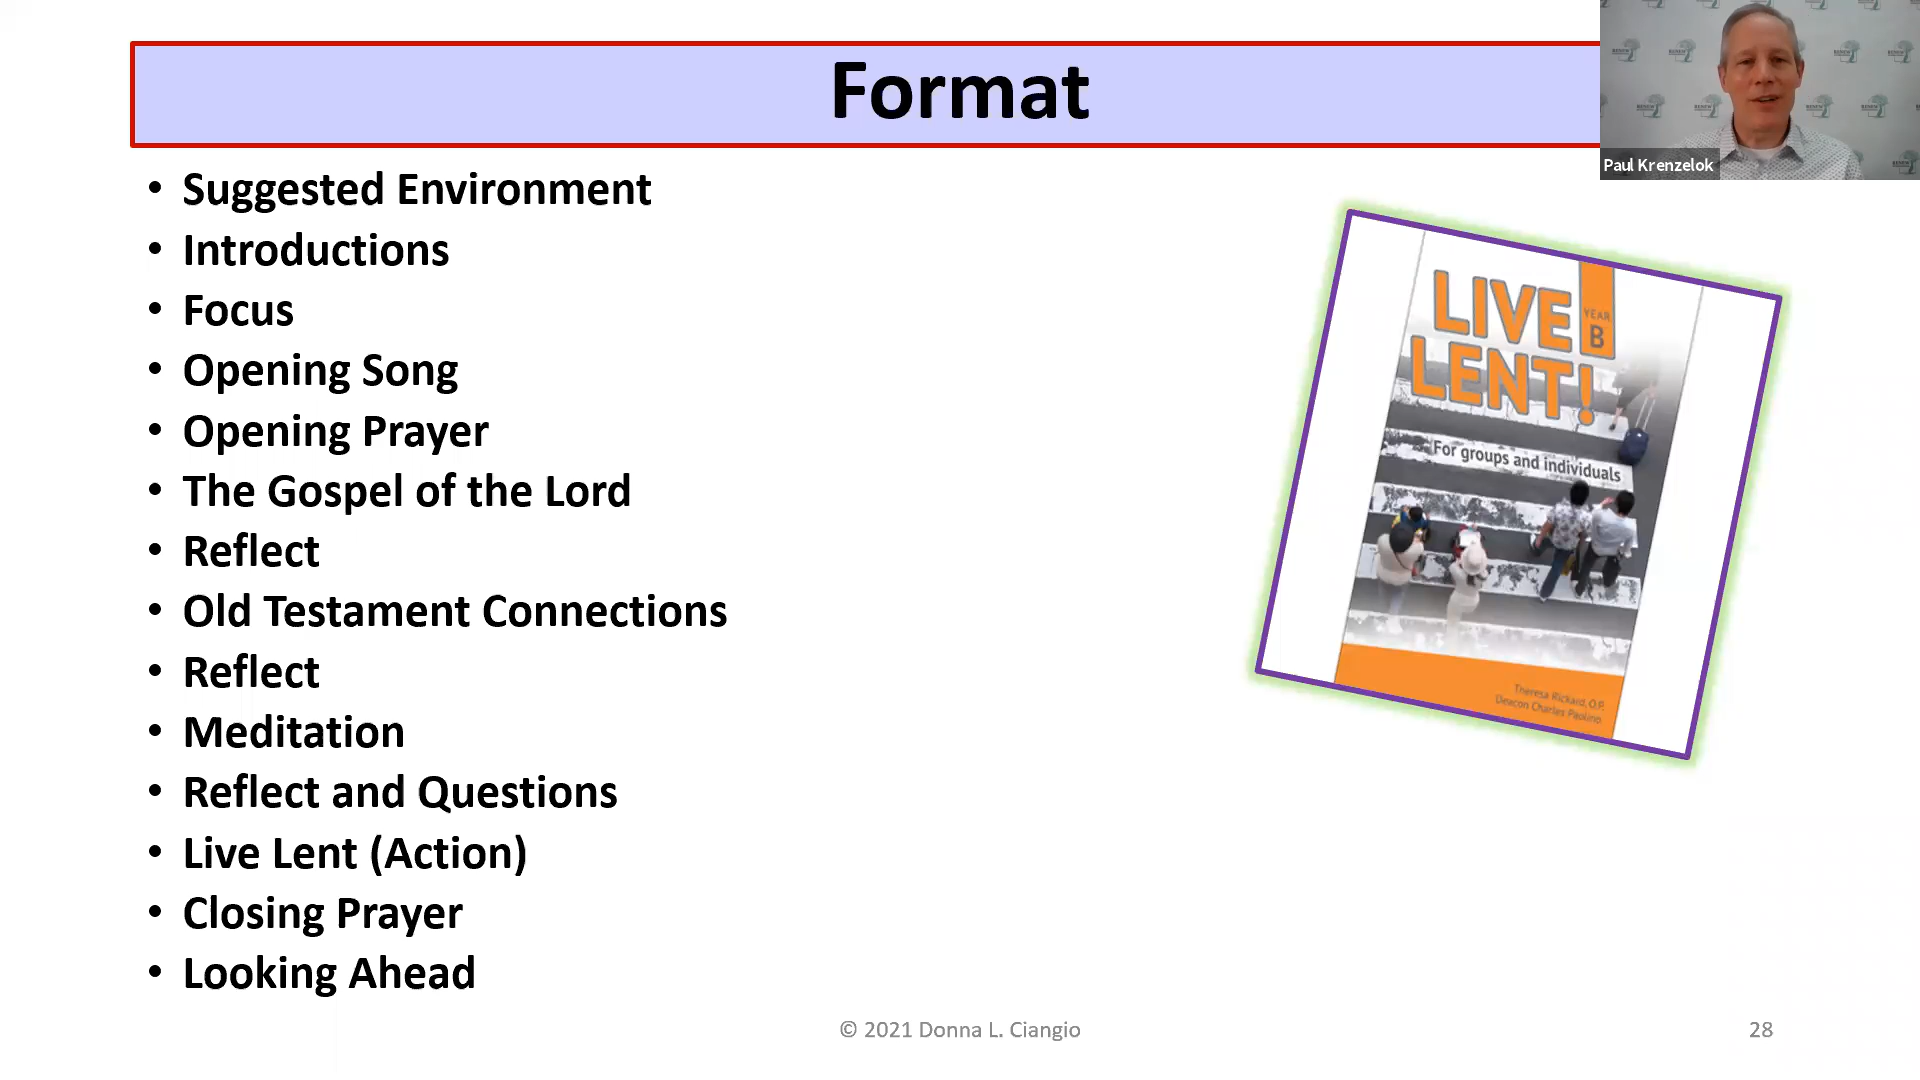 Format
Paul Krenzelok
• Suggested Environment
• Introductions
• Focus
• Opening Song
• Opening Prayer
• The Gospel of the Lord
• Reflect
• Old Testament Connections
• Reflect
• Meditation
• Reflect and Questions
• Live Lent (Action)
• Closing Prayer
• Looking Ahead
LIVE
LENT!
YEAR
B
For groups and individuals
Theresa Rickard, O.P.
Deacon Charles Paolino
© 2021 Donna L. Ciangio
28